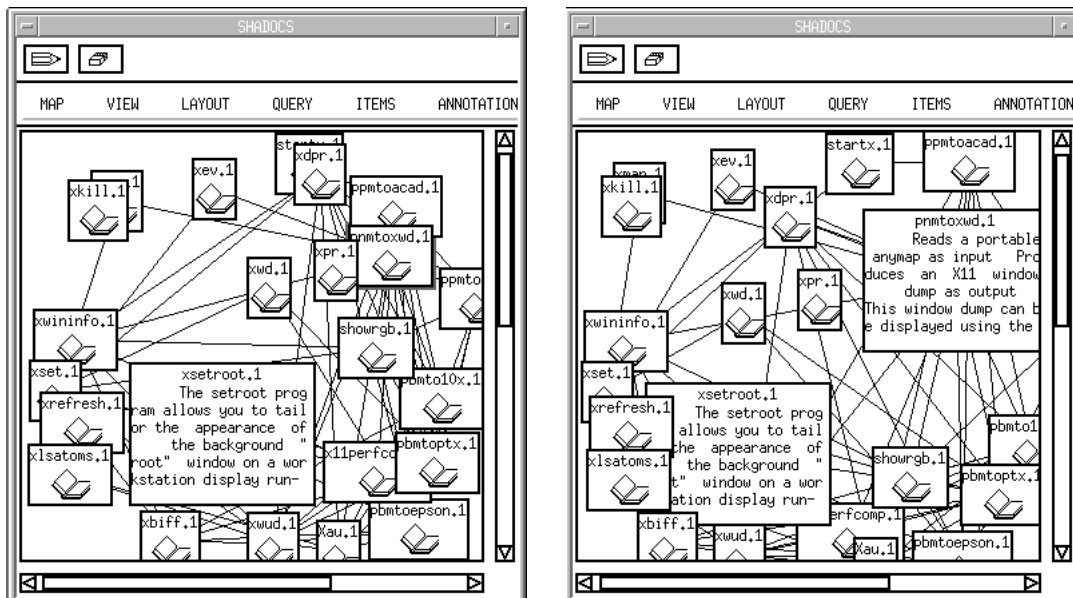 SHADOCS
MAP VIEW LAYOUT QUERY ITEMS ANNOTATION
xdpr.1
xev.1
ppmtoacad.1
xkill.1
pnmtoxwd.1
xpr.1
xwd.1
ppmto
xwininfo.1
showrgb.1
xset.1
xsetroot.1
The setroot prog
ram allows you to tail
or the appearance of
the background "
root" window on a wor
kstation display run-
pbmto10x.1
xrefresh.1
xlsatoms.1
x11perfco
pbmtoptx.1
pbmtoepson.1
xbiff.1
xwud.1
Xau.1
SHADOCS
MAP VIEW LAYOUT QUERY ITEMS ANNOTATION
startx.1
ppmtoacad.1
xev.1
xkill.1
xdpr.1
pnmtoxwd.1
Reads a portable
anymap as input Pro
duces an X11 window
dump as output
This window dump can b
e displayed using the
xpr.1
xwd.1
xwininfo.1
xset.1
xsetroot.1
The setroot prog
allows you to tail
the appearance of
the background "
t" window on a wor
ation display run-
xrefresh.1
pbmto1
showrgb.1
xlsatoms.1
pbmtoptx.1
xbiff.1
xwud.1
erfcomp.1
Xau.1
pbmtoepson.1